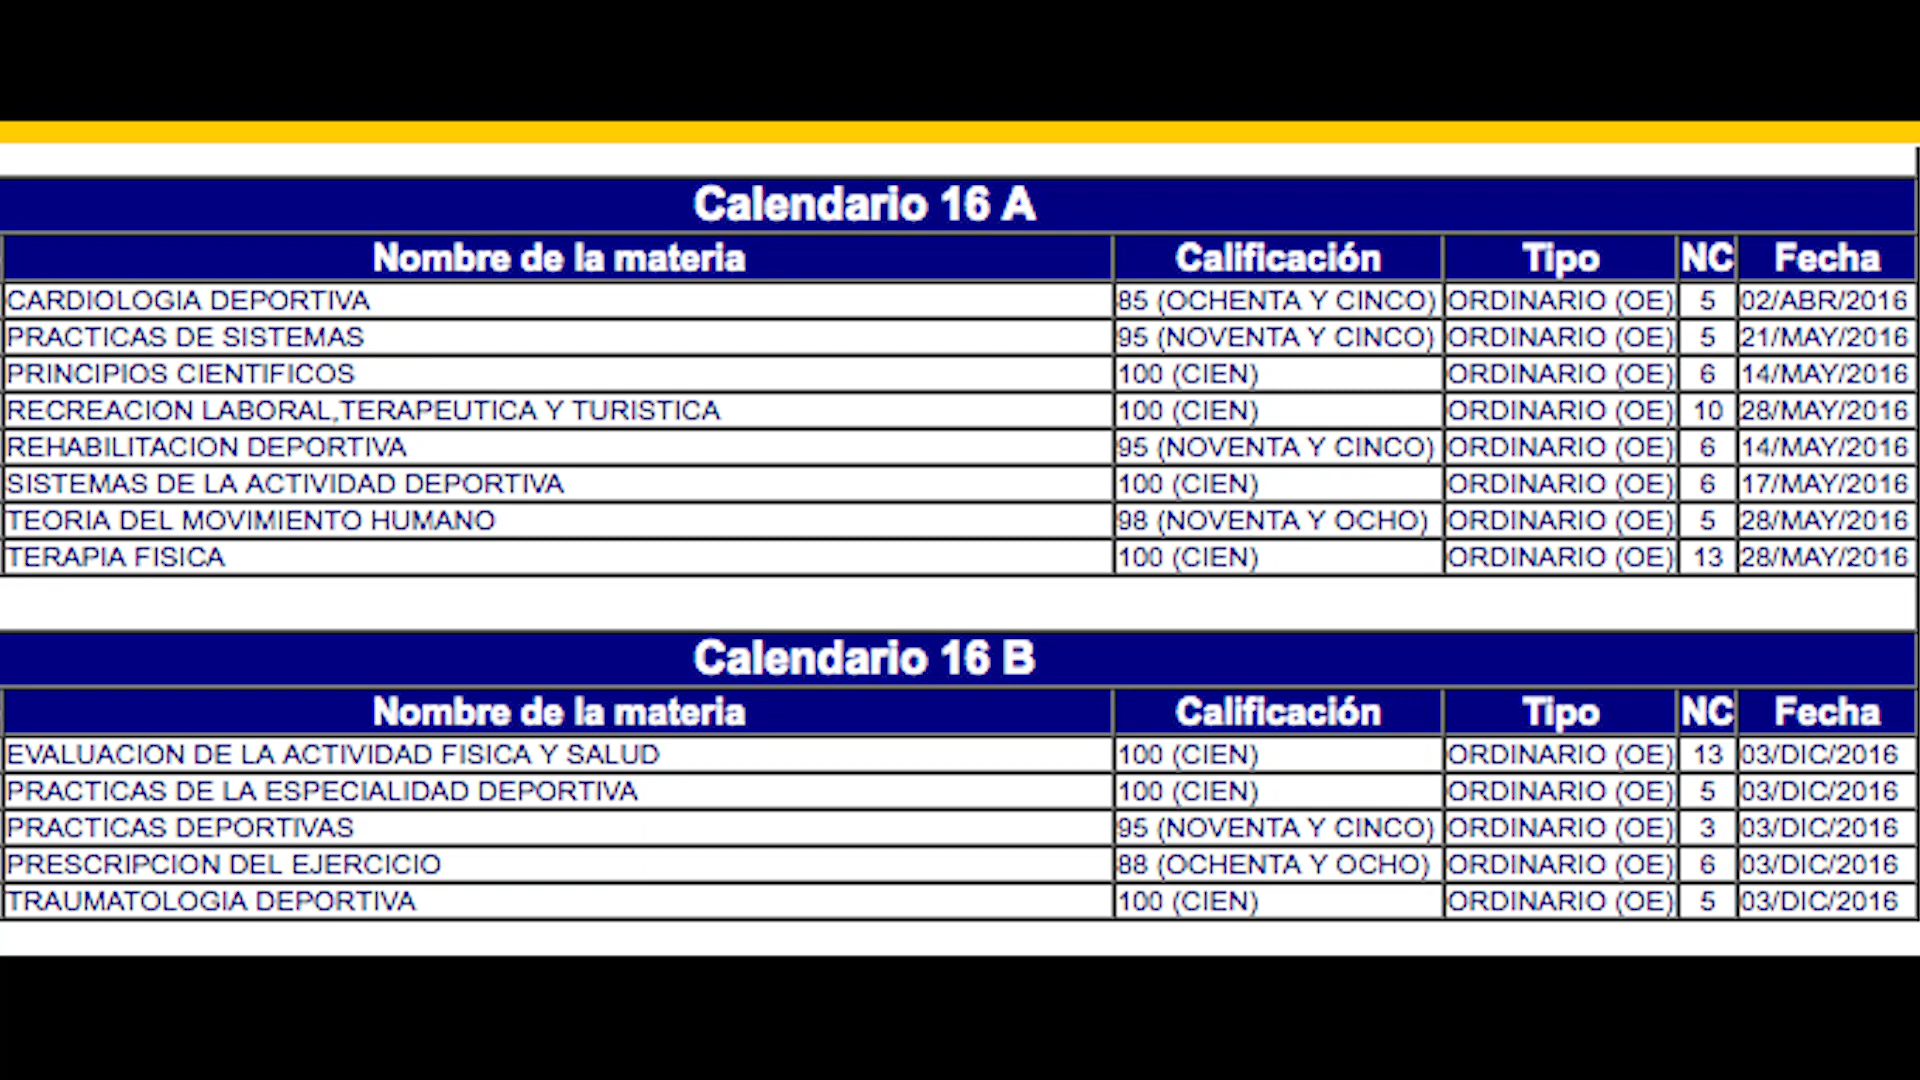 Calendario 16 A
Nombre de la materia Calificación Tipo NC Fecha
CARDIOLOGIA DEPORTIVA 85 (OCHENTA Y CINCO) ORDINARIO (OE) 5 02/ABR/2016
PRACTICAS DE SISTEMAS 95 (NOVENTA Y CINCO) ORDINARIO (OE) 5 21/MAY/2016
PRINCIPIOS CIENTIFICOS 100 (CIEN) ORDINARIO (OE) 6 14/MAY/2016
RECREACION LABORAL,TERAPEUTICA Y TURISTICA 100 (CIEN) ORDINARIO (OE) 10 28/MAY/2016
REHABILITACION DEPORTIVA 95 (NOVENTA Y CINCO) ORDINARIO (OE) 6 14/MAY/2016
SISTEMAS DE LA ACTIVIDAD DEPORTIVA 100 (CIEN) ORDINARIO (OE) 6 17/MAY/2016
TEORIA DEL MOVIMIENTO HUMANO 98 (NOVENTA Y OCHO) ORDINARIO (OE) 5 28/MAY/2016
TERAPIA FISICA 100 (CIEN) ORDINARIO (OE) 13 28/MAY/2016
Calendario 16 B
Nombre de la materia Calificación Tipo NC Fecha
EVALUACION DE LA ACTIVIDAD FISICA Y SALUD 100 (CIEN) ORDINARIO (OE) 13 03/DIC/2016
PRACTICAS DE LA ESPECIALIDAD DEPORTIVA 100 (CIEN) ORDINARIO (OE) 5 03/DIC/2016
PRACTICAS DEPORTIVAS 95 (NOVENTA Y CINCO) ORDINARIO (OE) 3 03/DIC/2016
PRESCRIPCION DEL EJERCICIO 88 (OCHENTA Y OCHO) ORDINARIO (OE) 6 03/DIC/2016
TRAUMATOLOGIA DEPORTIVA 100 (CIEN) ORDINARIO (OE) 5 03/DIC/2016